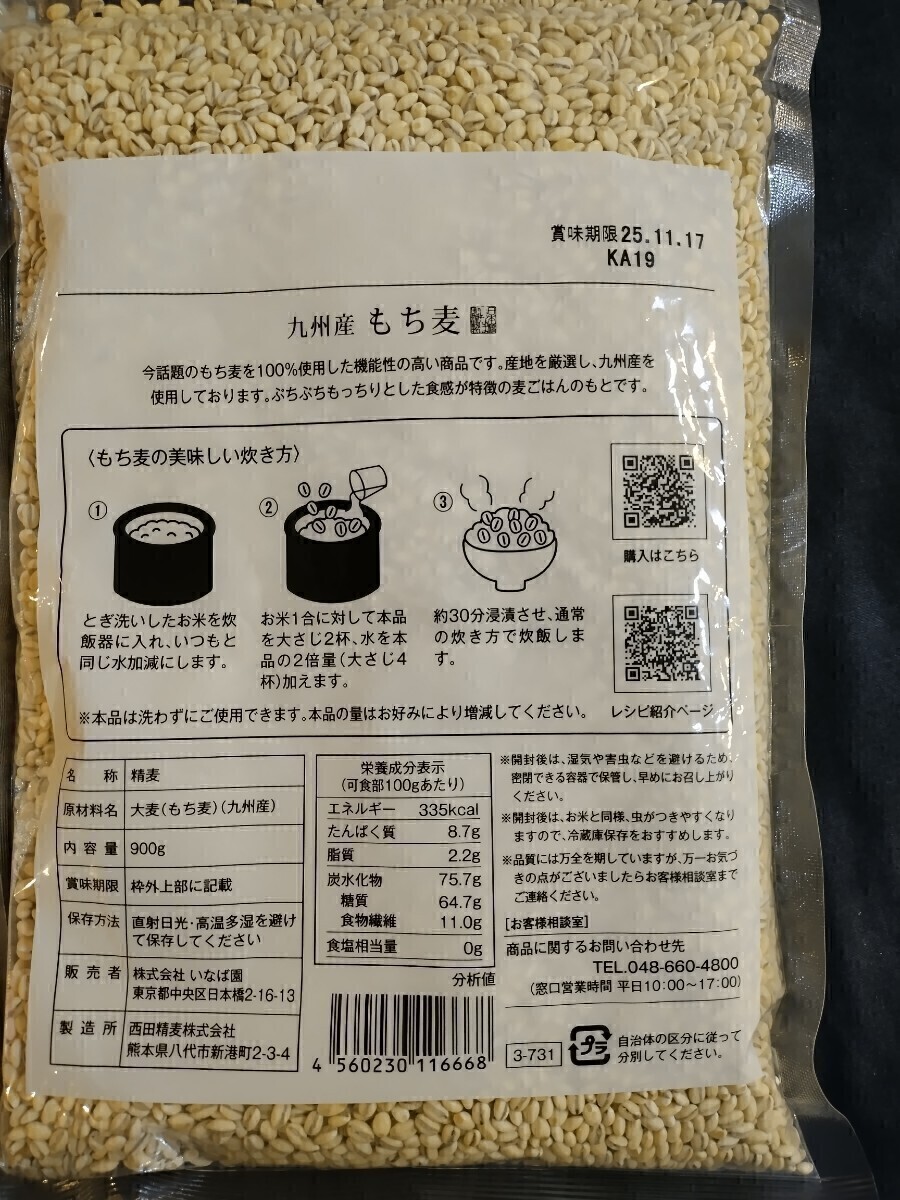 賞味期限25.11.17
KA19
九州産 もち麦
今話題のもち麦を100%使用した機能性の高い商品です。産地を厳選し、九州産を
使用しております。ぷちぷちもっちりとした食感が特徴の麦ごはんのもとです。
〈もち麦の美味しい炊き方〉
①
とぎ洗いしたお米を炊
飯器に入れ、いつもと
同じ水加減にします。
②
お米1合に対して本品
を大さじ2杯、水を本
品の2倍量(大さじ4
杯)加えます。
③
約30分浸漬させ、通常
の炊き方で炊飯しま
す。
購入はこちら
レシピ紹介ページ
※本品は洗わずにご使用できます。本品の量はお好みにより増減してください。
名称 精麦
原材料名 大麦(もち麦)(九州産)
内容量 900g
賞味期限 枠外上部に記載
保存方法 直射日光・高温多湿を避け
て保存してください
販売者 株式会社 いなば園
東京都中央区日本橋2-16-13
製造所 西田精麦株式会社
熊本県八代市新港町2-3-4
栄養成分表示
(可食部100gあたり)
エネルギー 335kcal
たんぱく質 8.7g
脂質 2.2g
炭水化物 75.7g
糖質 64.7g
食物繊維 11.0g
食塩相当量 0g
分析値
4 560230 116668
※開封後は、湿気や害虫などを避けるため、
密閉できる容器で保管し、早めにお召し上がり
ください。
※開封後は、お米と同様、虫がつきやすくなり
ますので、冷蔵庫保存をおすすめします。
※品質には万全を期していますが、万一お気づ
きの点がございましたらお客様相談室まで
ご連絡ください。
[お客様相談室]
商品に関するお問い合わせ先
TEL.048-660-4800
(窓口営業時間 平日10:00〜17:00)
3-731
プラ
自治体の区分に従って
分別してください。